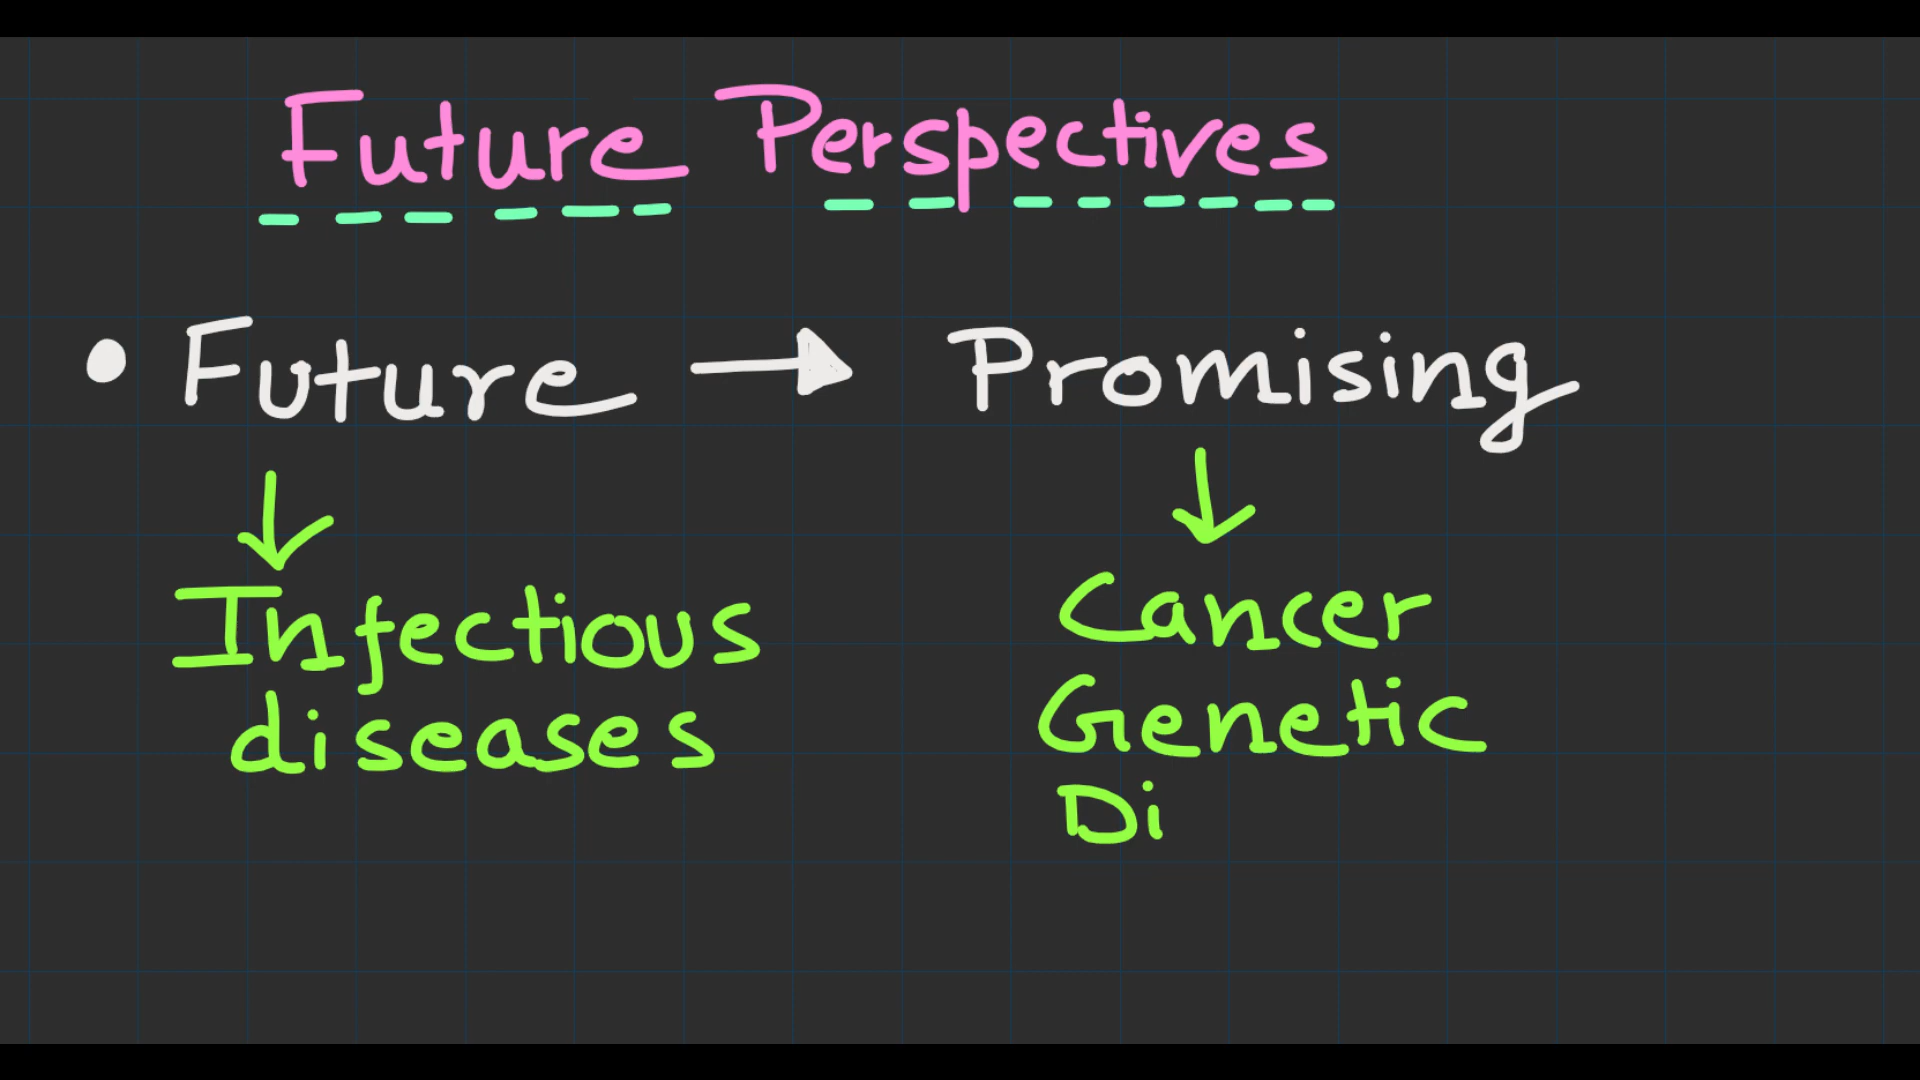 Future Perspectives
• Future → Promising
↓ ↓
Infectious
diseases
Cancer
Genetic
Di